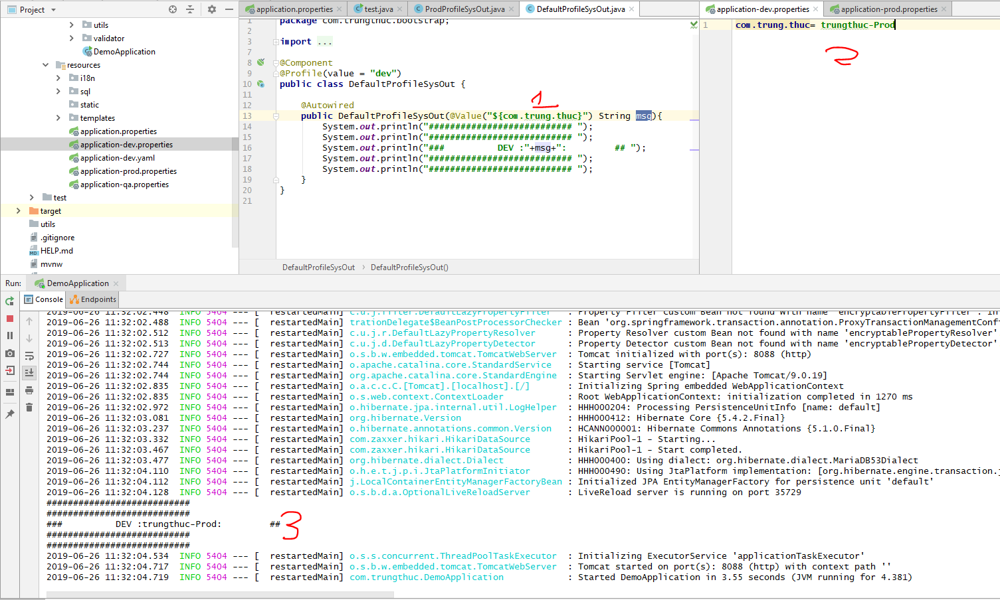 Project
application.properties
test.java
ProdProfileSysOut.java
DefaultProfileSysOut.java
application-dev.properties
application-prod.properties
utils
validator
DemoApplication
resources
i18n
sql
static
templates
application.properties
application-dev.properties
application-dev.yaml
application-prod.properties
application-qa.properties
test
target
utils
.gitignore
HELP.md
mvnw
1 package com.trungthuc.bootstrap;
2
3 import ...
7
8 @Component
9 @Profile(value = "dev")
10 public class DefaultProfileSysOut {
11
12 @Autowired
13 public DefaultProfileSysOut(@Value("${com.trung.thuc}") String msg){
14 System.out.println("########################### ");
15 System.out.println("########################### ");
16 System.out.println("###          DEV :"+msg+":         ## ");
17 System.out.println("########################### ");
18 System.out.println("########################### ");
19 }
20 }
21
1
1 com.trung.thuc= trungthuc-Prod
2
DefaultProfileSysOut > DefaultProfileSysOut()
Run: DemoApplication
Console Endpoints
2019-06-26 11:32:02.448 INFO 5404 --- [ restartedMain] c.u.j.filter.DefaultLazyPropertyFilter : Property Filter custom Bean not found with name 'encryptablePropertyFilter'. In
2019-06-26 11:32:02.488 INFO 5404 --- [ restartedMain] trationDelegate$BeanPostProcessorChecker : Bean 'org.springframework.transaction.annotation.ProxyTransactionManagementConf
2019-06-26 11:32:02.512 INFO 5404 --- [ restartedMain] c.u.j.r.DefaultLazyPropertyResolver : Property Resolver custom Bean not found with name 'encryptablePropertyResolver'
2019-06-26 11:32:02.513 INFO 5404 --- [ restartedMain] c.u.j.d.DefaultLazyPropertyDetector : Property Detector custom Bean not found with name 'encryptablePropertyDetector'
2019-06-26 11:32:02.727 INFO 5404 --- [ restartedMain] o.s.b.w.embedded.tomcat.TomcatWebServer : Tomcat initialized with port(s): 8088 (http)
2019-06-26 11:32:02.744 INFO 5404 --- [ restartedMain] o.apache.catalina.core.StandardService : Starting service [Tomcat]
2019-06-26 11:32:02.744 INFO 5404 --- [ restartedMain] org.apache.catalina.core.StandardEngine : Starting Servlet engine: [Apache Tomcat/9.0.19]
2019-06-26 11:32:02.835 INFO 5404 --- [ restartedMain] o.a.c.c.C.[Tomcat].[localhost].[/] : Initializing Spring embedded WebApplicationContext
2019-06-26 11:32:02.835 INFO 5404 --- [ restartedMain] o.s.web.context.ContextLoader : Root WebApplicationContext: initialization completed in 1270 ms
2019-06-26 11:32:02.972 INFO 5404 --- [ restartedMain] o.hibernate.jpa.internal.util.LogHelper : HHH000204: Processing PersistenceUnitInfo [name: default]
2019-06-26 11:32:03.081 INFO 5404 --- [ restartedMain] org.hibernate.Version : HHH000412: Hibernate Core {5.4.2.Final}
2019-06-26 11:32:03.237 INFO 5404 --- [ restartedMain] o.hibernate.annotations.common.Version : HCANN000001: Hibernate Commons Annotations {5.1.0.Final}
2019-06-26 11:32:03.332 INFO 5404 --- [ restartedMain] com.zaxxer.hikari.HikariDataSource : HikariPool-1 - Starting...
2019-06-26 11:32:03.467 INFO 5404 --- [ restartedMain] com.zaxxer.hikari.HikariDataSource : HikariPool-1 - Start completed.
2019-06-26 11:32:03.477 INFO 5404 --- [ restartedMain] org.hibernate.dialect.Dialect : HHH000400: Using dialect: org.hibernate.dialect.MariaDB53Dialect
2019-06-26 11:32:04.110 INFO 5404 --- [ restartedMain] o.h.e.t.j.p.i.JtaPlatformInitiator : HHH000490: Using JtaPlatform implementation: [org.hibernate.engine.transaction.j
2019-06-26 11:32:04.112 INFO 5404 --- [ restartedMain] j.LocalContainerEntityManagerFactoryBean : Initialized JPA EntityManagerFactory for persistence unit 'default'
2019-06-26 11:32:04.128 INFO 5404 --- [ restartedMain] o.s.b.d.a.OptionalLiveReloadServer : LiveReload server is running on port 35729
###########################
###########################
###          DEV :trungthuc-Prod:         ##
3
###########################
###########################
2019-06-26 11:32:04.534 INFO 5404 --- [ restartedMain] o.s.s.concurrent.ThreadPoolTaskExecutor : Initializing ExecutorService 'applicationTaskExecutor'
2019-06-26 11:32:04.717 INFO 5404 --- [ restartedMain] o.s.b.w.embedded.tomcat.TomcatWebServer : Tomcat started on port(s): 8088 (http) with context path ''
2019-06-26 11:32:04.719 INFO 5404 --- [ restartedMain] com.trungthuc.DemoApplication : Started DemoApplication in 3.55 seconds (JVM running for 4.381)